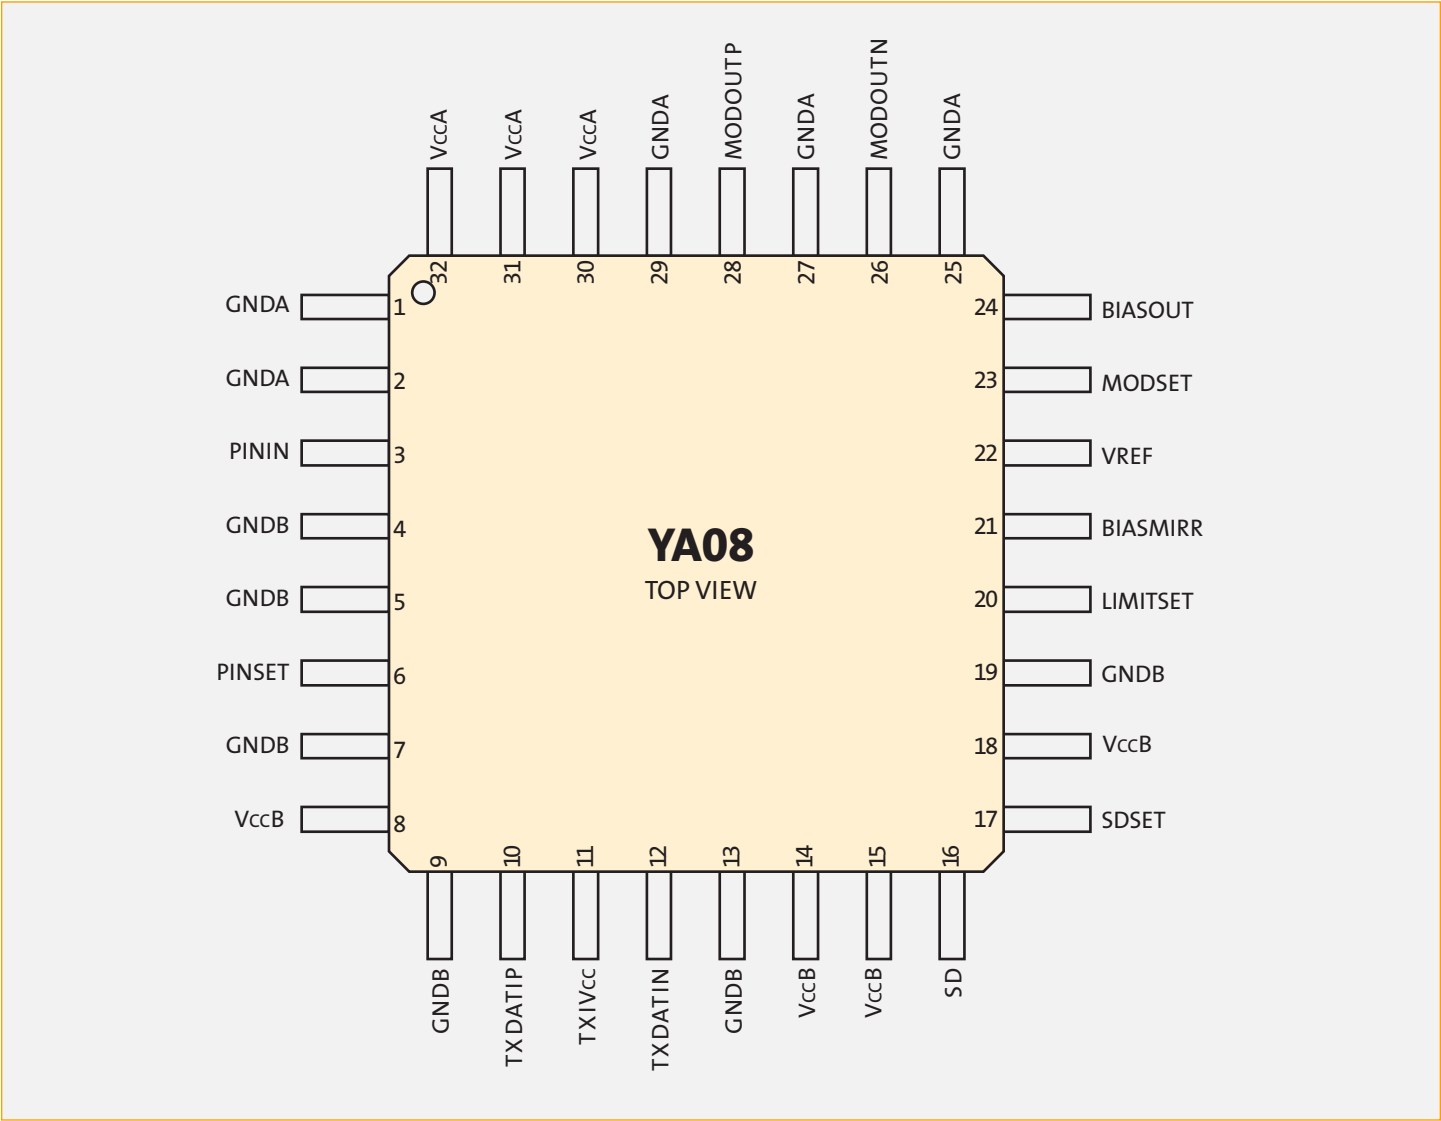 VccA
VccA
VccA
GNDA
MODOUTP
GNDA
MODOUTN
GNDA
32
31
30
29
28
27
26
25
GNDA 1
GNDA 2
PININ 3
GNDB 4
GNDB 5
PINSET 6
GNDB 7
VccB 8
YA08
TOP VIEW
24 BIASOUT
23 MODSET
22 VREF
21 BIASMIRR
20 LIMITSET
19 GNDB
18 VccB
17 SDSET
9
10
11
12
13
14
15
16
GNDB
TXDATIP
TXIVcc
TXDATIN
GNDB
VccB
VccB
SD